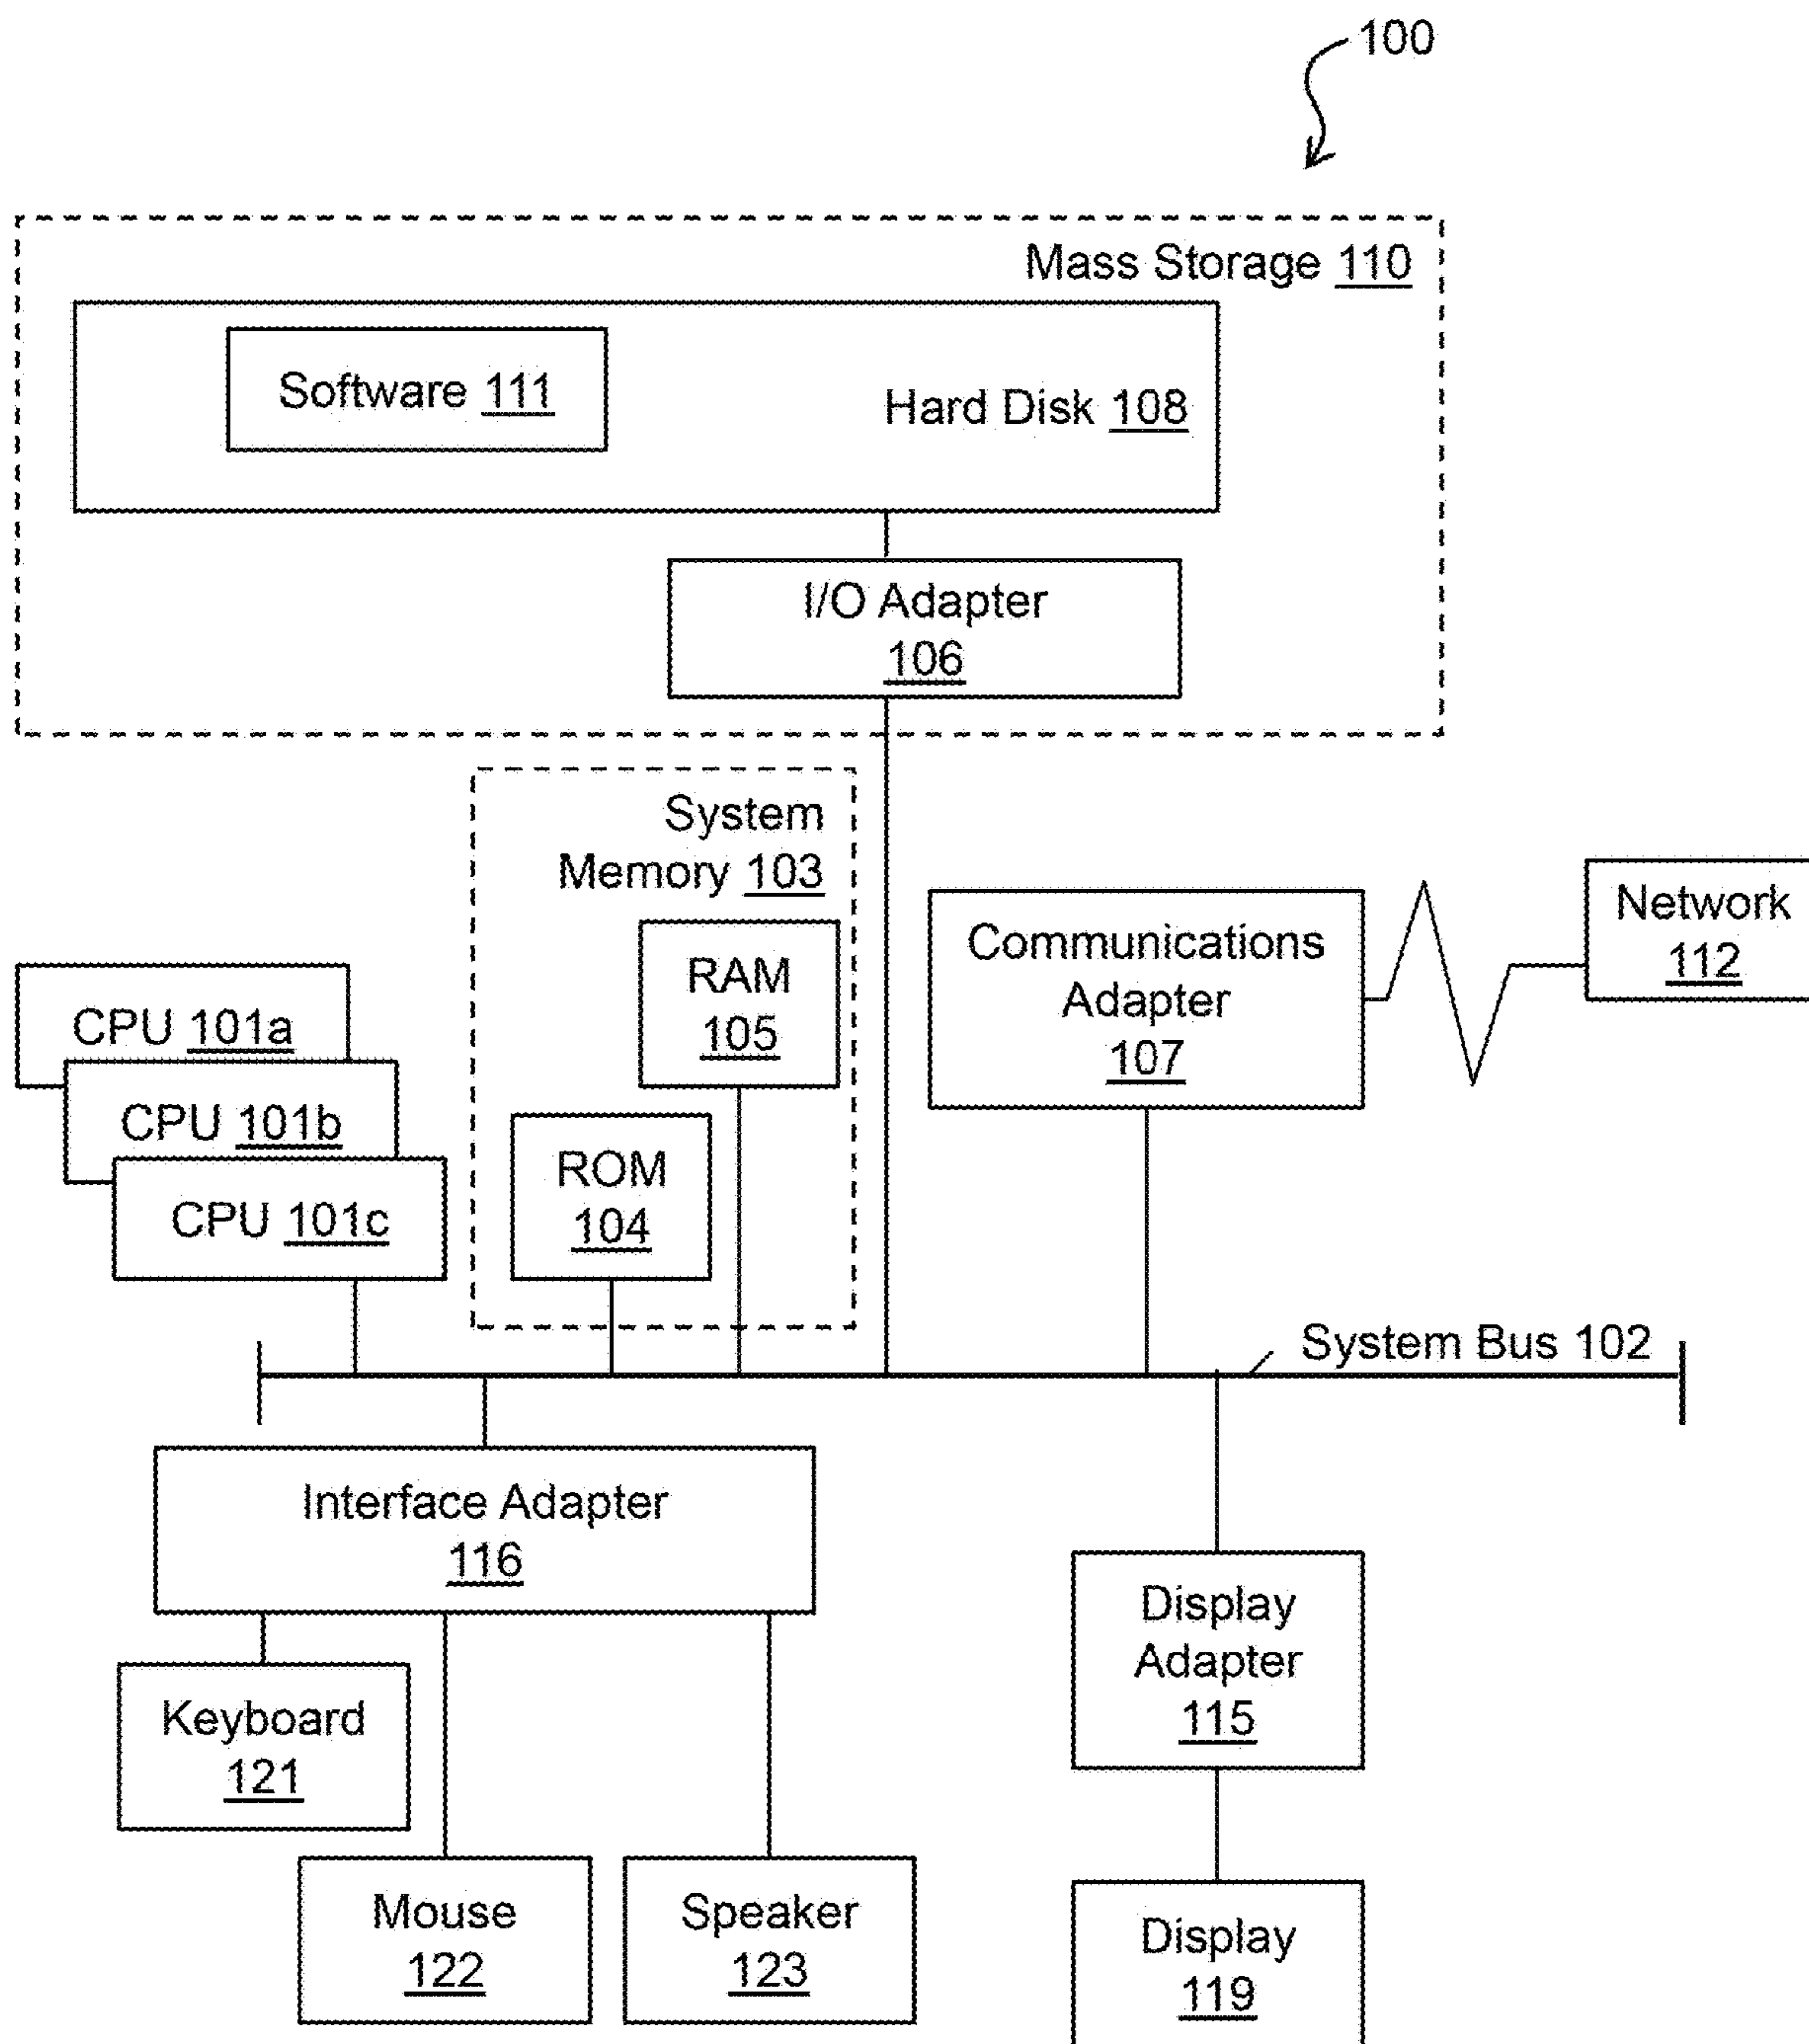 100
Mass Storage 110
Software 111
Hard Disk 108
I/O Adapter
106
System
Memory 103
RAM
105
ROM
104
Communications
Adapter
107
Network
112
CPU 101a
CPU 101b
CPU 101c
System Bus 102
Interface Adapter
116
Keyboard
121
Mouse
122
Speaker
123
Display
Adapter
115
Display
119